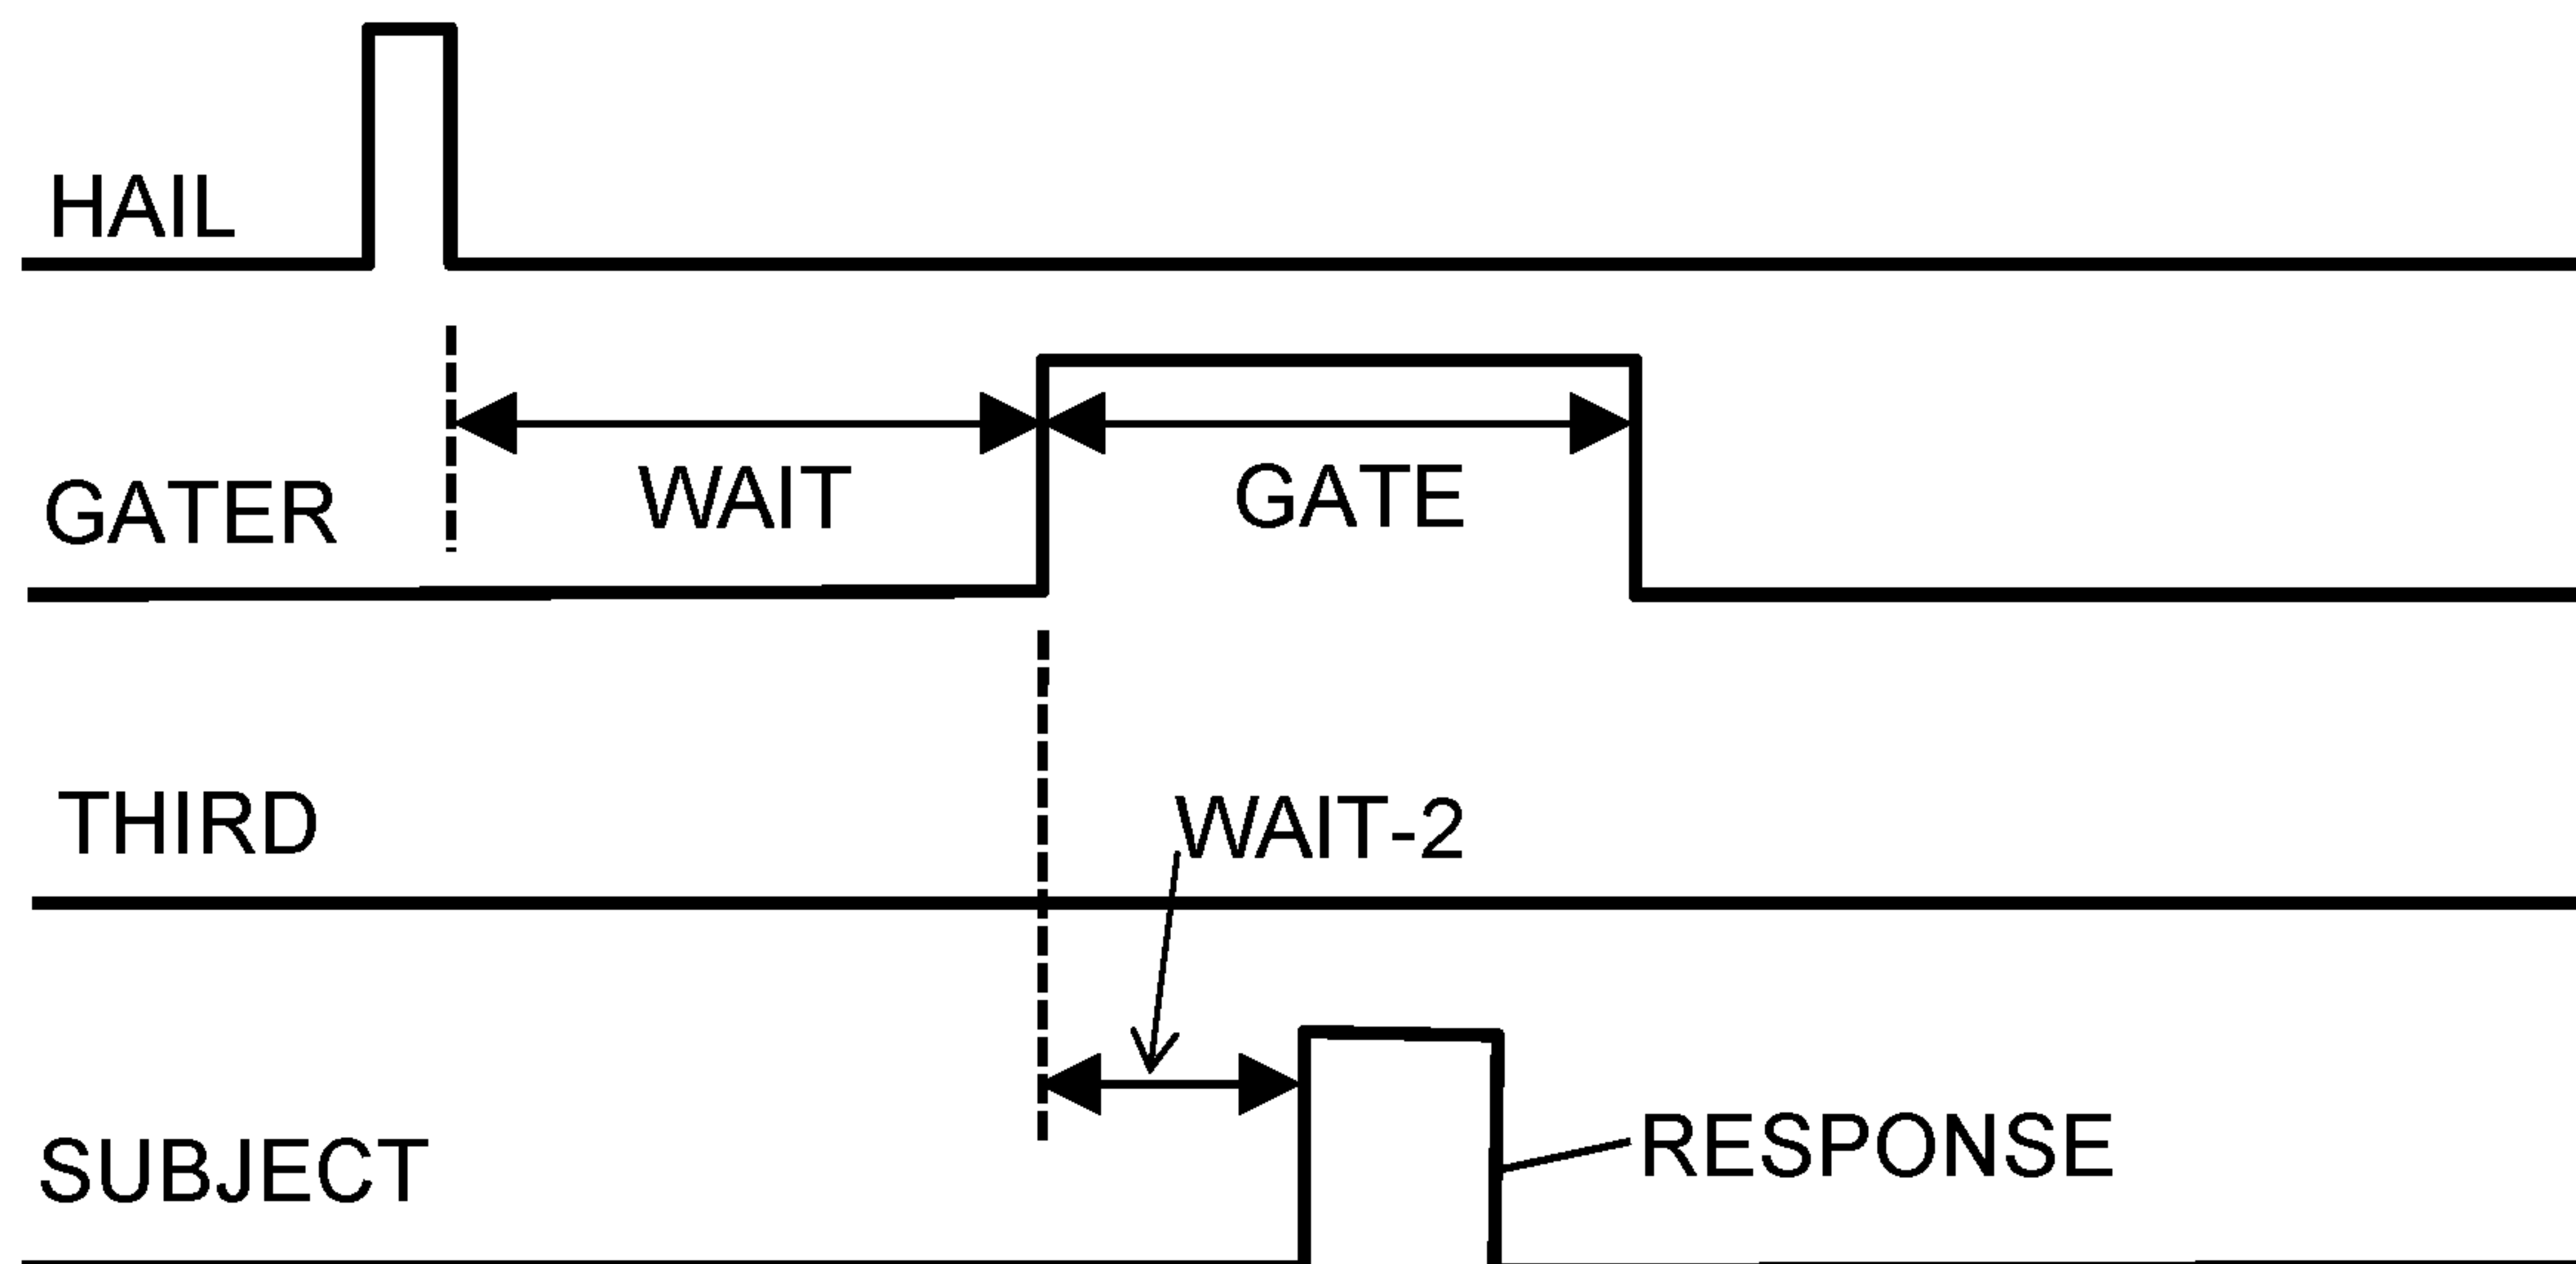 HAIL
GATER
WAIT
GATE
THIRD
WAIT-2
SUBJECT
RESPONSE